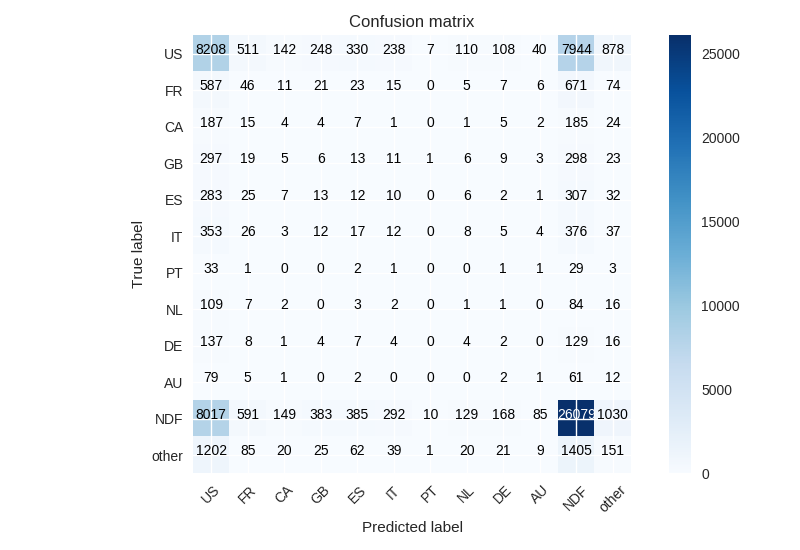 Confusion matrix
US 8208 511 142 248 330 238 7 110 108 40 7944 878
FR 587 46 11 21 23 15 0 5 7 6 671 74
CA 187 15 4 4 7 1 0 1 5 2 185 24
GB 297 19 5 6 13 11 1 6 9 3 298 23
ES 283 25 7 13 12 10 0 6 2 1 307 32
IT 353 26 3 12 17 12 0 8 5 4 376 37
PT 33 1 0 0 2 1 0 0 1 1 29 3
NL 109 7 2 0 3 2 0 1 1 0 84 16
DE 137 8 1 4 7 4 0 4 2 0 129 16
AU 79 5 1 0 2 0 0 0 2 1 61 12
NDF 8017 591 149 383 385 292 10 129 168 85 26079 1030
other 1202 85 20 25 62 39 1 20 21 9 1405 151
US FR CA GB ES IT PT NL DE AU NDF other
True label
Predicted label
25000
20000
15000
10000
5000
0